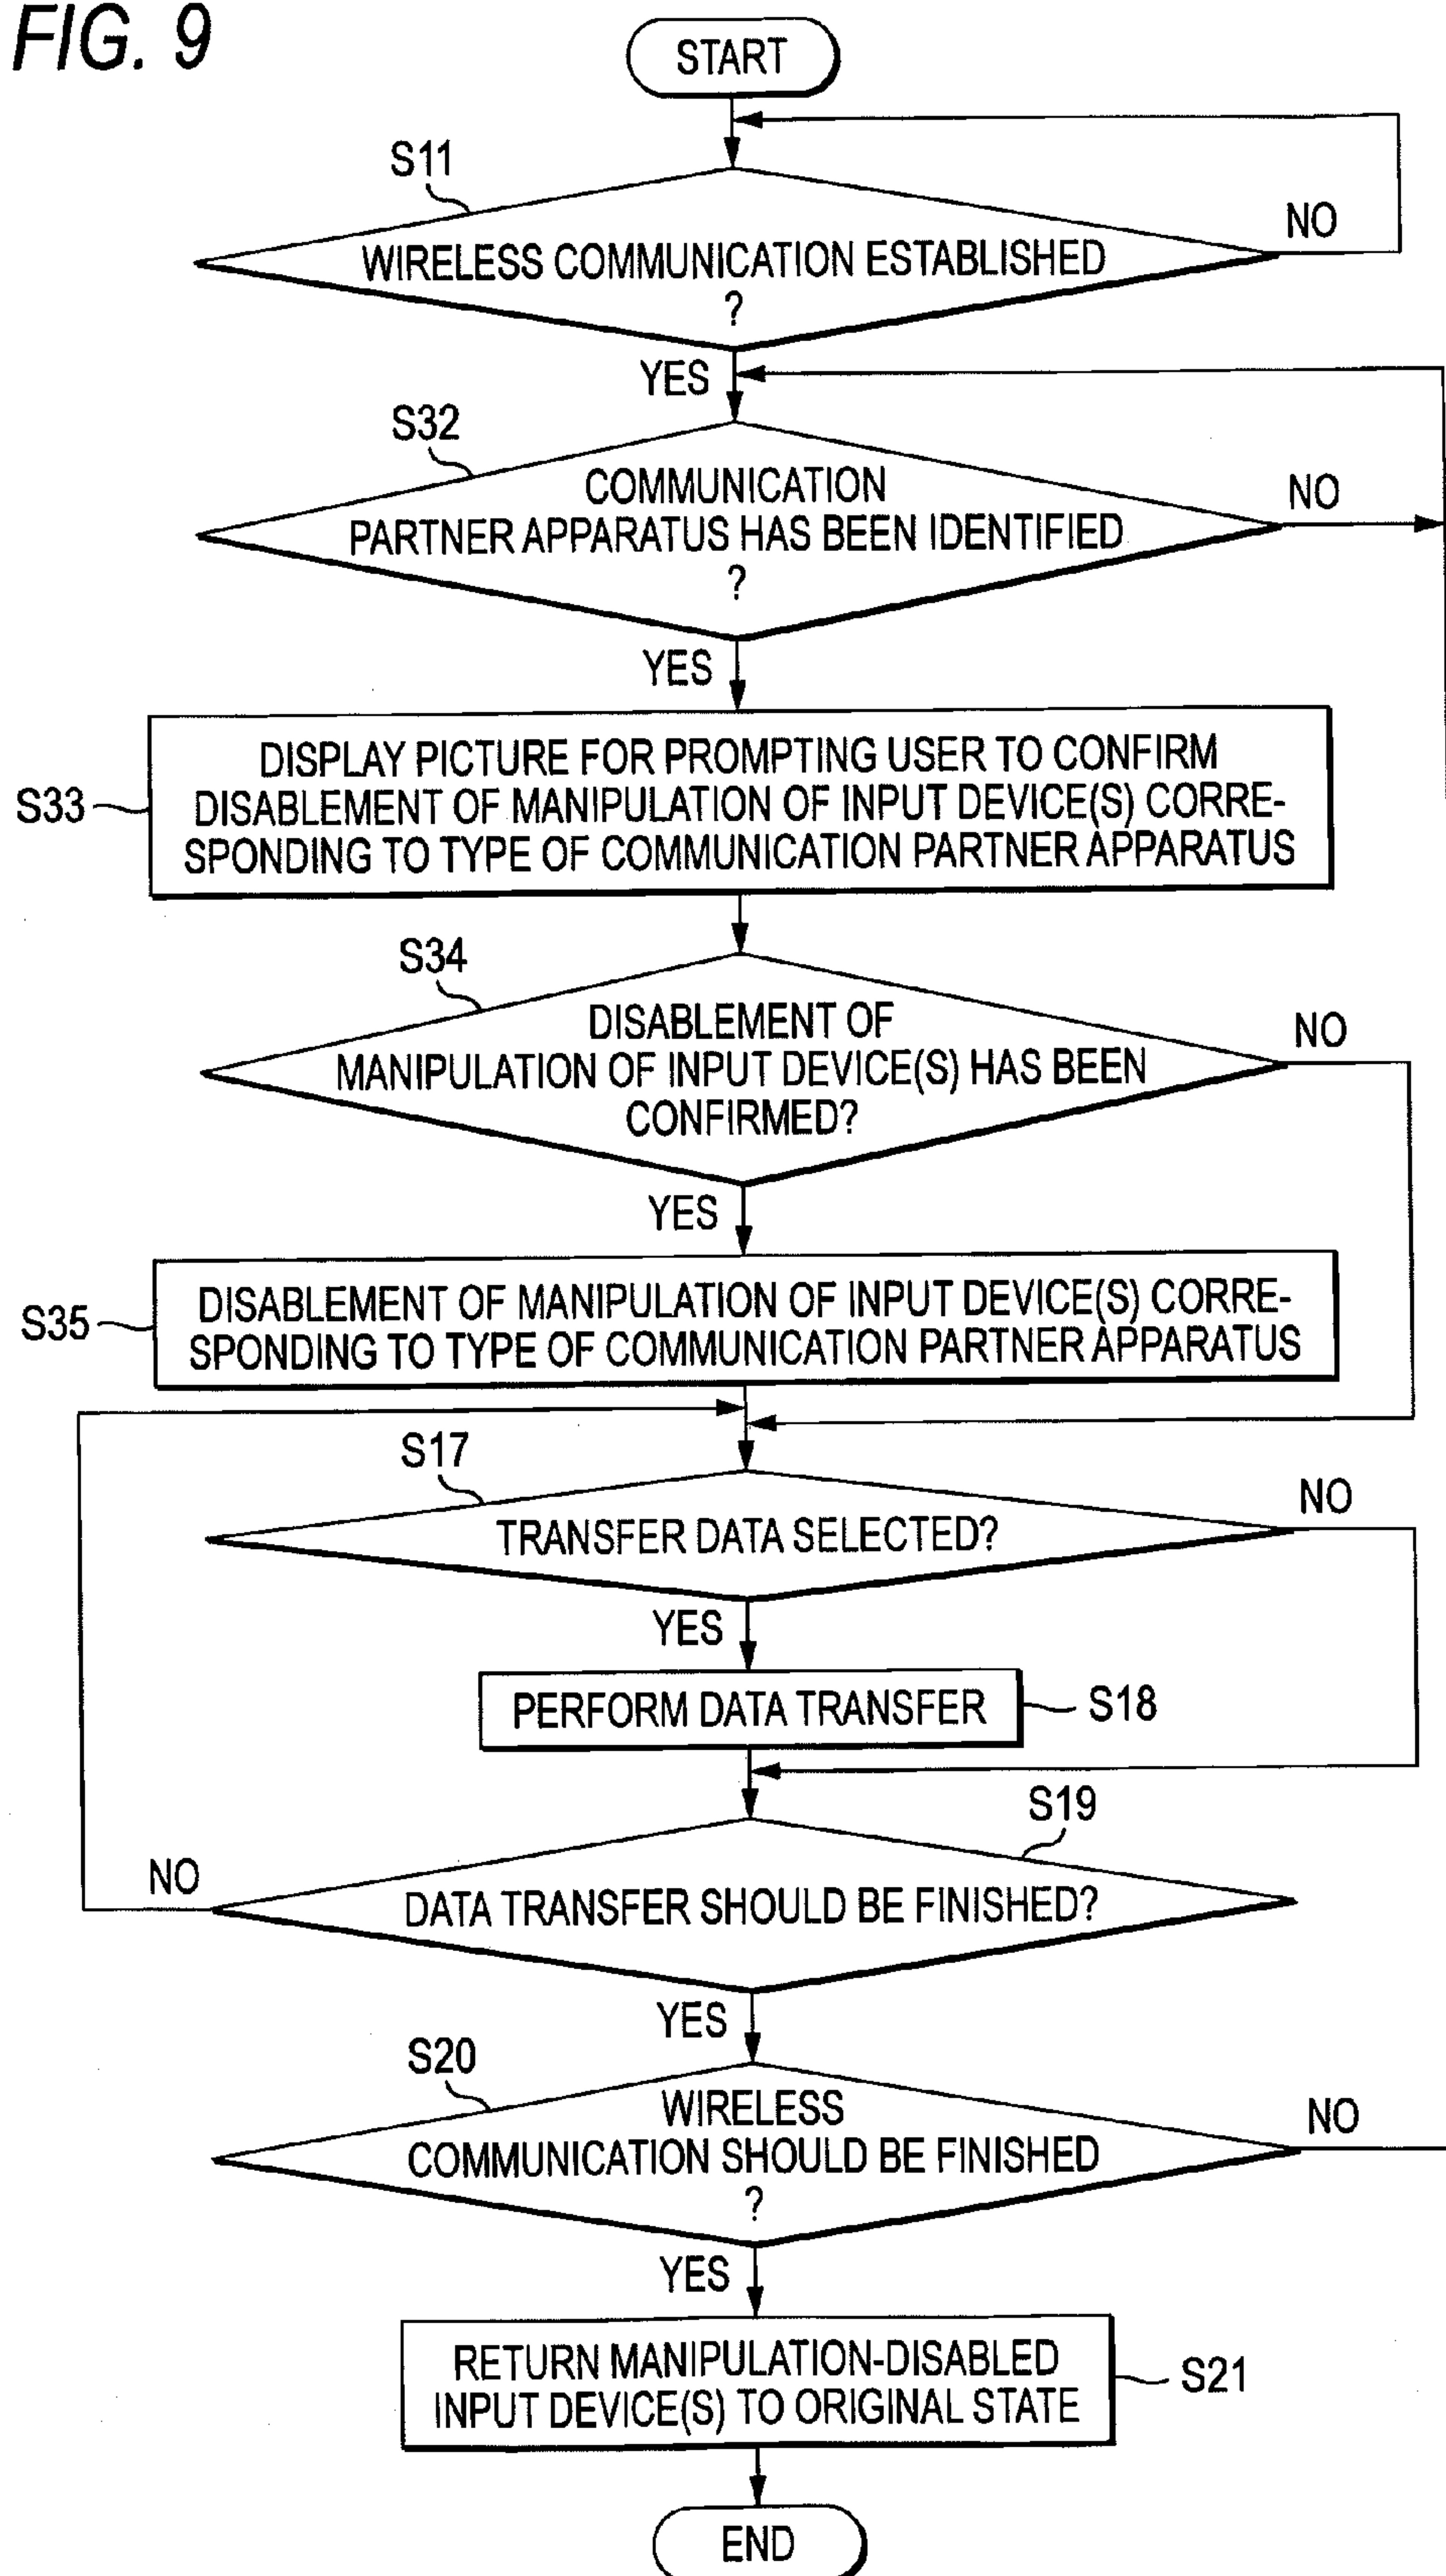 FIG. 9
START
S11
NO
WIRELESS COMMUNICATION ESTABLISHED
?
YES
S32
NO
COMMUNICATION
PARTNER APPARATUS HAS BEEN IDENTIFIED
?
YES
S33
DISPLAY PICTURE FOR PROMPTING USER TO CONFIRM
DISABLEMENT OF MANIPULATION OF INPUT DEVICE(S) CORRE-
SPONDING TO TYPE OF COMMUNICATION PARTNER APPARATUS
S34
NO
DISABLEMENT OF
MANIPULATION OF INPUT DEVICE(S) HAS BEEN
CONFIRMED?
YES
S35
DISABLEMENT OF MANIPULATION OF INPUT DEVICE(S) CORRE-
SPONDING TO TYPE OF COMMUNICATION PARTNER APPARATUS
S17
NO
TRANSFER DATA SELECTED?
YES
PERFORM DATA TRANSFER
S18
S19
NO
DATA TRANSFER SHOULD BE FINISHED?
YES
S20
NO
WIRELESS
COMMUNICATION SHOULD BE FINISHED
?
YES
RETURN MANIPULATION-DISABLED
INPUT DEVICE(S) TO ORIGINAL STATE
S21
END